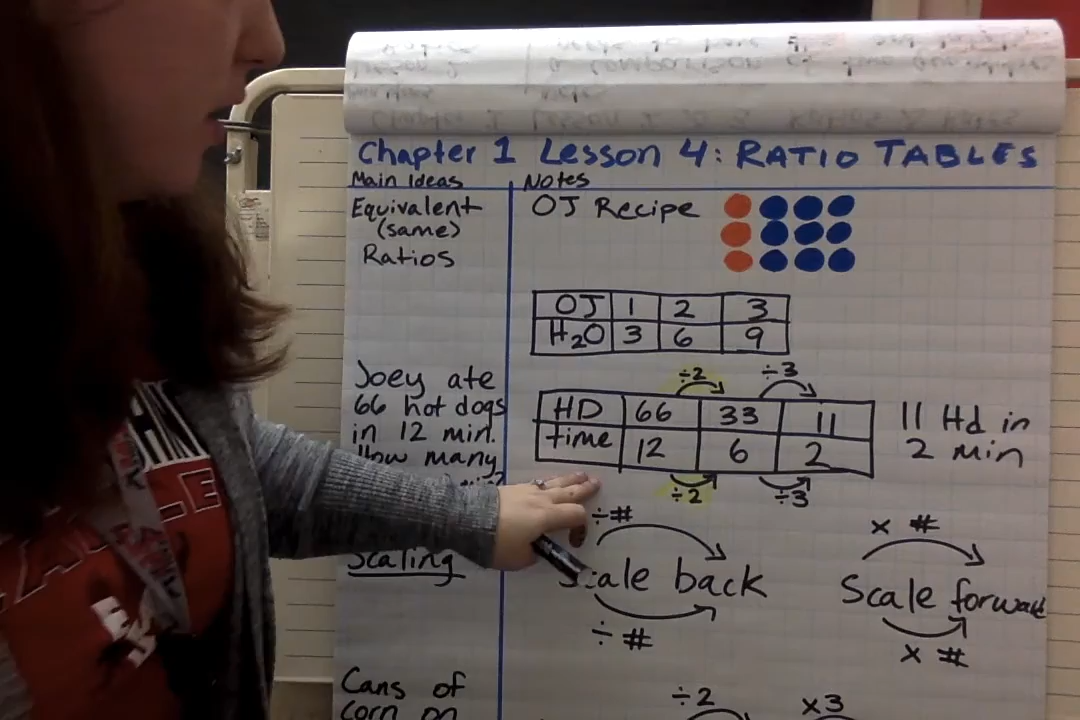 Chapter 1 Lesson 4: RATIO TABLES
Main Ideas
Notes
Equivalent
(same)
Ratios
OJ Recipe
OJ 1 2 3
H2O 3 6 9
Joey ate
66 hot dogs
in 12 min.
How many
÷2 ÷3
HD 66 33 11
time 12 6 2
÷2 ÷3
11 Hd in
2 min
Scaling
÷#
Scale back
÷#
x #
Scale forward
x #
Cans of
corn on
÷2 x3